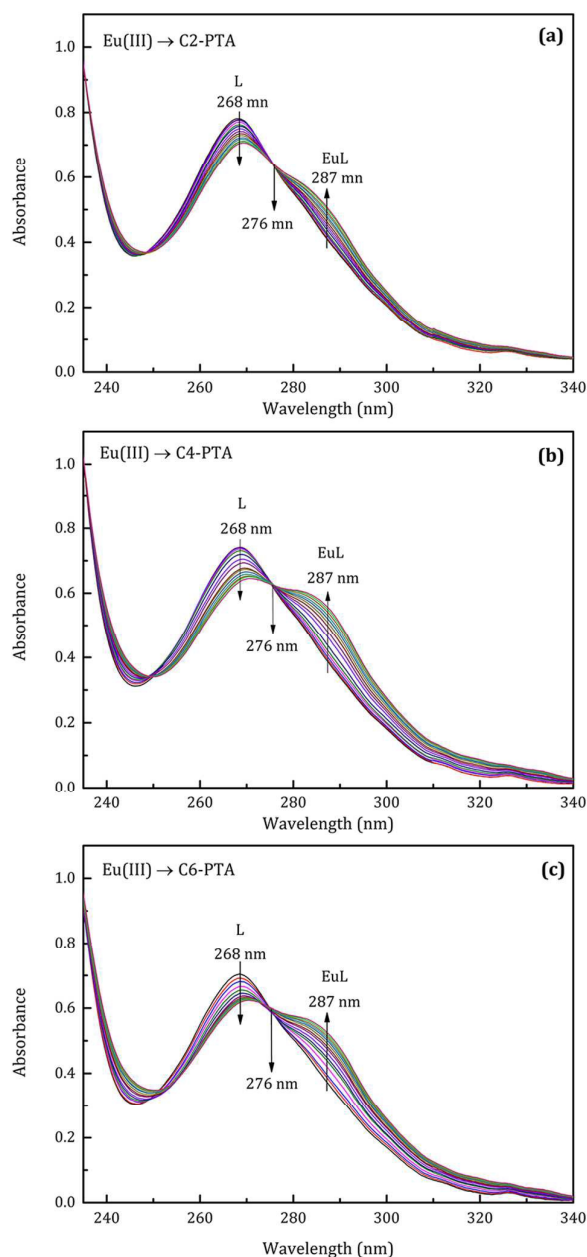 Eu(III) → C2-PTA
(a)
L
268 mn
EuL
287 mn
276 mn
Absorbance
1.0
0.8
0.6
0.4
0.2
0.0
240 260 280 300 320 340
Wavelength (nm)
Eu(III) → C4-PTA
(b)
L
268 nm
EuL
287 nm
276 nm
Absorbance
1.0
0.8
0.6
0.4
0.2
0.0
240 260 280 300 320 340
Wavelength (nm)
Eu(III) → C6-PTA
(c)
L
268 nm
EuL
287 nm
276 nm
Absorbance
1.0
0.8
0.6
0.4
0.2
0.0
240 260 280 300 320 340
Wavelength (nm)